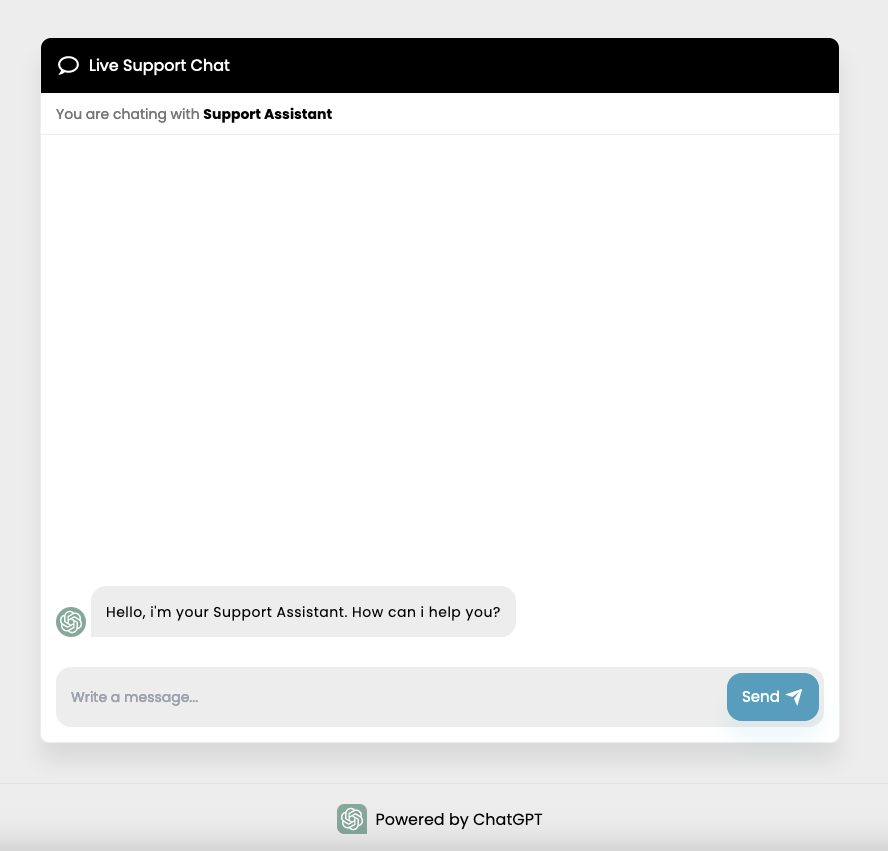 Live Support Chat
You are chating with Support Assistant
Hello, i'm your Support Assistant. How can i help you?
Write a message...
Send
Powered by ChatGPT